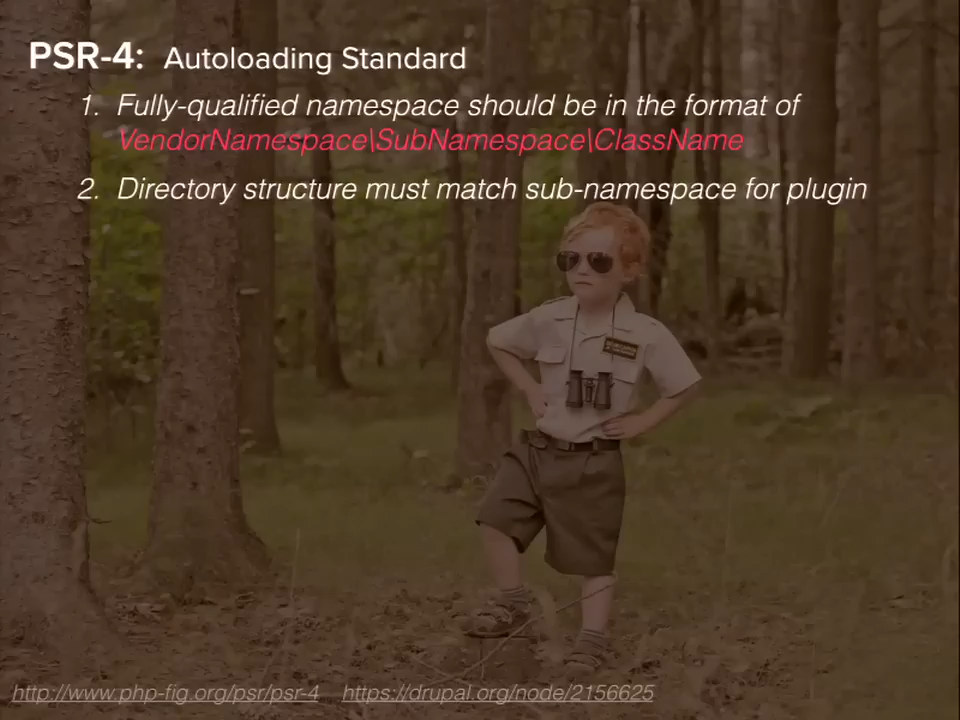 PSR-4: Autoloading Standard
1. Fully-qualified namespace should be in the format of
VendorNamespace\SubNamespace\ClassName
2. Directory structure must match sub-namespace for plugin
http://www.php-fig.org/psr/psr-4 https://drupal.org/node/2156625